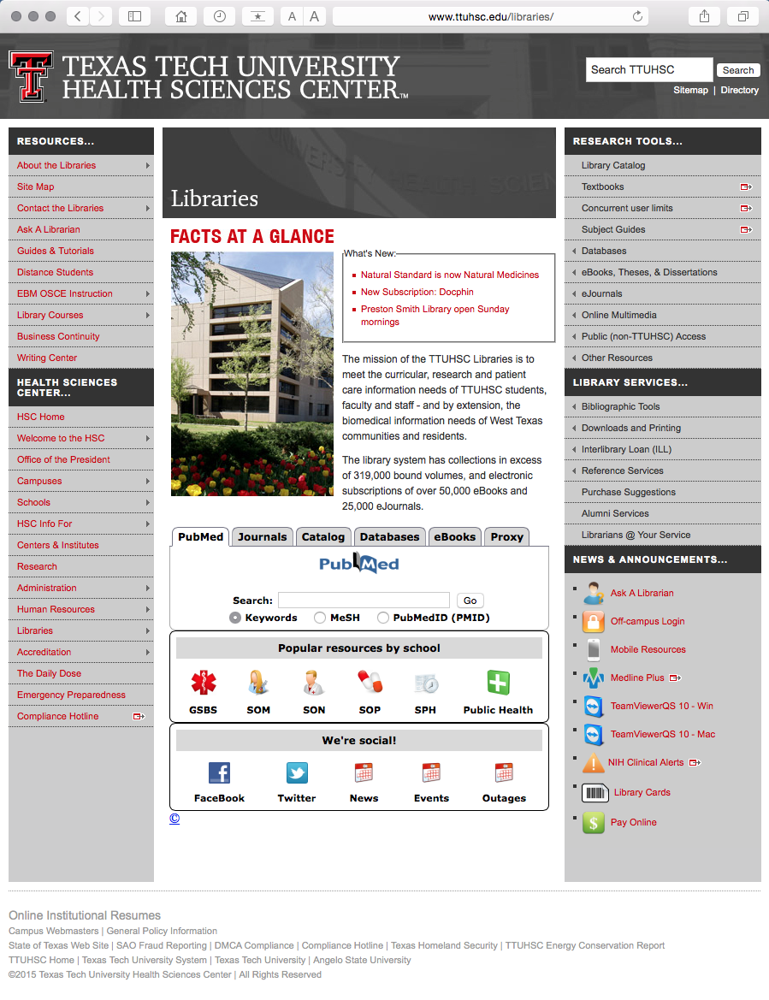 A A
www.ttuhsc.edu/libraries/
TEXAS TECH UNIVERSITY
HEALTH SCIENCES CENTER™
Search TTUHSC
Search
Sitemap | Directory
RESOURCES...
About the Libraries
Site Map
Contact the Libraries
Ask A Librarian
Guides & Tutorials
Distance Students
EBM OSCE Instruction
Library Courses
Business Continuity
Writing Center
HEALTH SCIENCES
CENTER...
HSC Home
Welcome to the HSC
Office of the President
Campuses
Schools
HSC Info For
Centers & Institutes
Research
Administration
Human Resources
Libraries
Accreditation
The Daily Dose
Emergency Preparedness
Compliance Hotline
Libraries
FACTS AT A GLANCE
What's New:
Natural Standard is now Natural Medicines
New Subscription: Docphin
Preston Smith Library open Sunday
mornings
The mission of the TTUHSC Libraries is to
meet the curricular, research and patient
care information needs of TTUHSC students,
faculty and staff - and by extension, the
biomedical information needs of West Texas
communities and residents.
The library system has collections in excess
of 319,000 bound volumes, and electronic
subscriptions of over 50,000 eBooks and
25,000 eJournals.
PubMed Journals Catalog Databases eBooks Proxy
PubMed
Search: Go
Keywords MeSH PubMedID (PMID)
Popular resources by school
GSBS SOM SON SOP SPH Public Health
We're social!
FaceBook Twitter News Events Outages
©
RESEARCH TOOLS...
Library Catalog
Textbooks
Concurrent user limits
Subject Guides
Databases
eBooks, Theses, & Dissertations
eJournals
Online Multimedia
Public (non-TTUHSC) Access
Other Resources
LIBRARY SERVICES...
Bibliographic Tools
Downloads and Printing
Interlibrary Loan (ILL)
Reference Services
Purchase Suggestions
Alumni Services
Librarians @ Your Service
NEWS & ANNOUNCEMENTS...
Ask A Librarian
Off-campus Login
Mobile Resources
Medline Plus
TeamViewerQS 10 - Win
TeamViewerQS 10 - Mac
NIH Clinical Alerts
Library Cards
Pay Online
Online Institutional Resumes
Campus Webmasters | General Policy Information
State of Texas Web Site | SAO Fraud Reporting | DMCA Compliance | Compliance Hotline | Texas Homeland Security | TTUHSC Energy Conservation Report
TTUHSC Home | Texas Tech University System | Texas Tech University | Angelo State University
©2015 Texas Tech University Health Sciences Center | All Rights Reserved